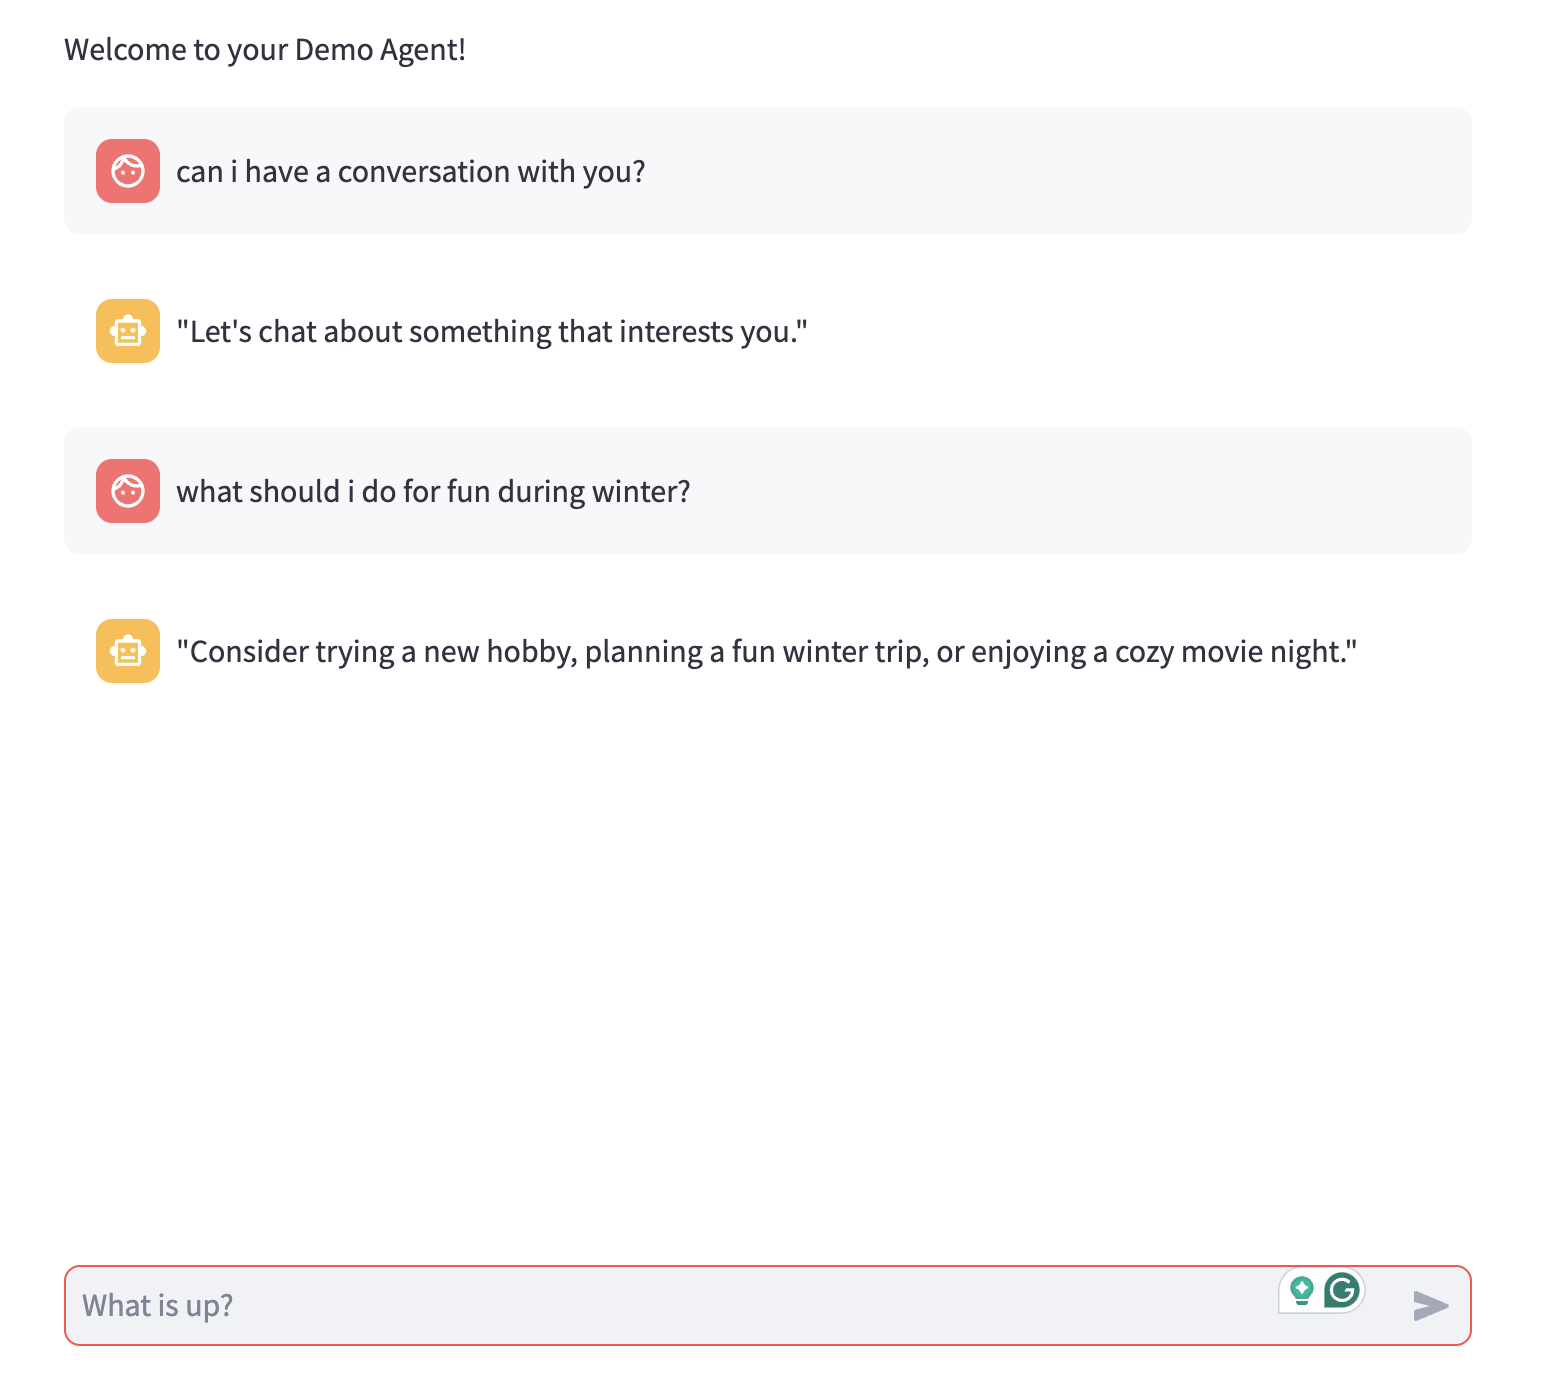 Welcome to your Demo Agent!
can i have a conversation with you?
"Let's chat about something that interests you."
what should i do for fun during winter?
"Consider trying a new hobby, planning a fun winter trip, or enjoying a cozy movie night."
What is up?